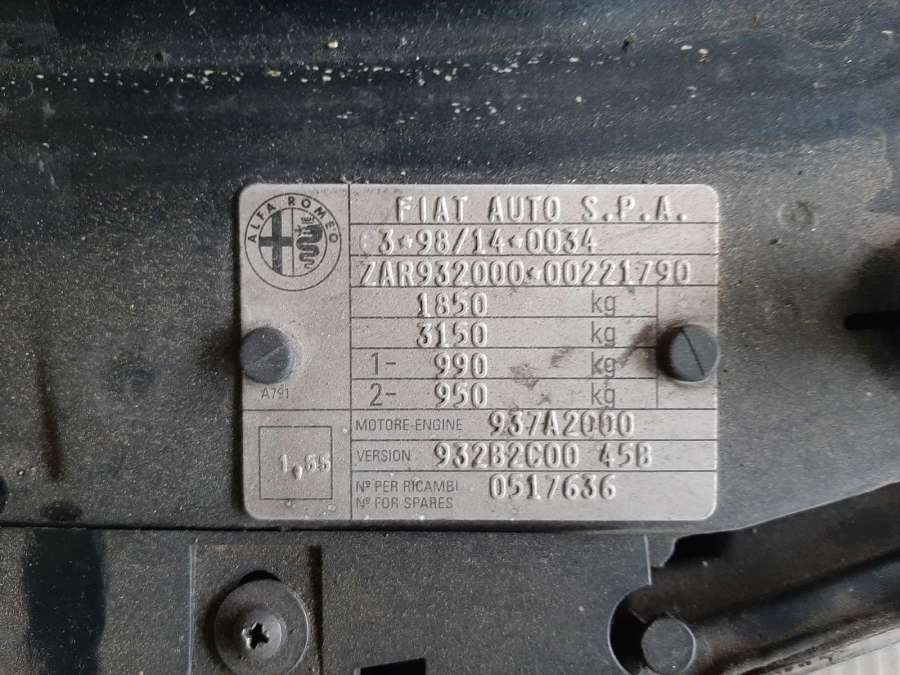 ALFA ROMEO
FIAT AUTO S.P.A.
e3*98/14*0034
ZAR932000*00221790
1850 kg
3150 kg
1- 990 kg
2- 950 kg
A791
MOTORE-ENGINE 937A2000
1,55
VERSION 932B2C00 45B
Nº PER RICAMBI
Nº FOR SPARES 0517636